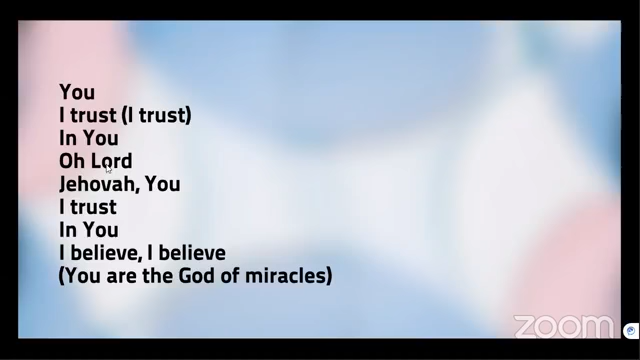 You
I trust (I trust)
In You
Oh Lord
Jehovah, You
I trust
In You
I believe, I believe
(You are the God of miracles)
zoom